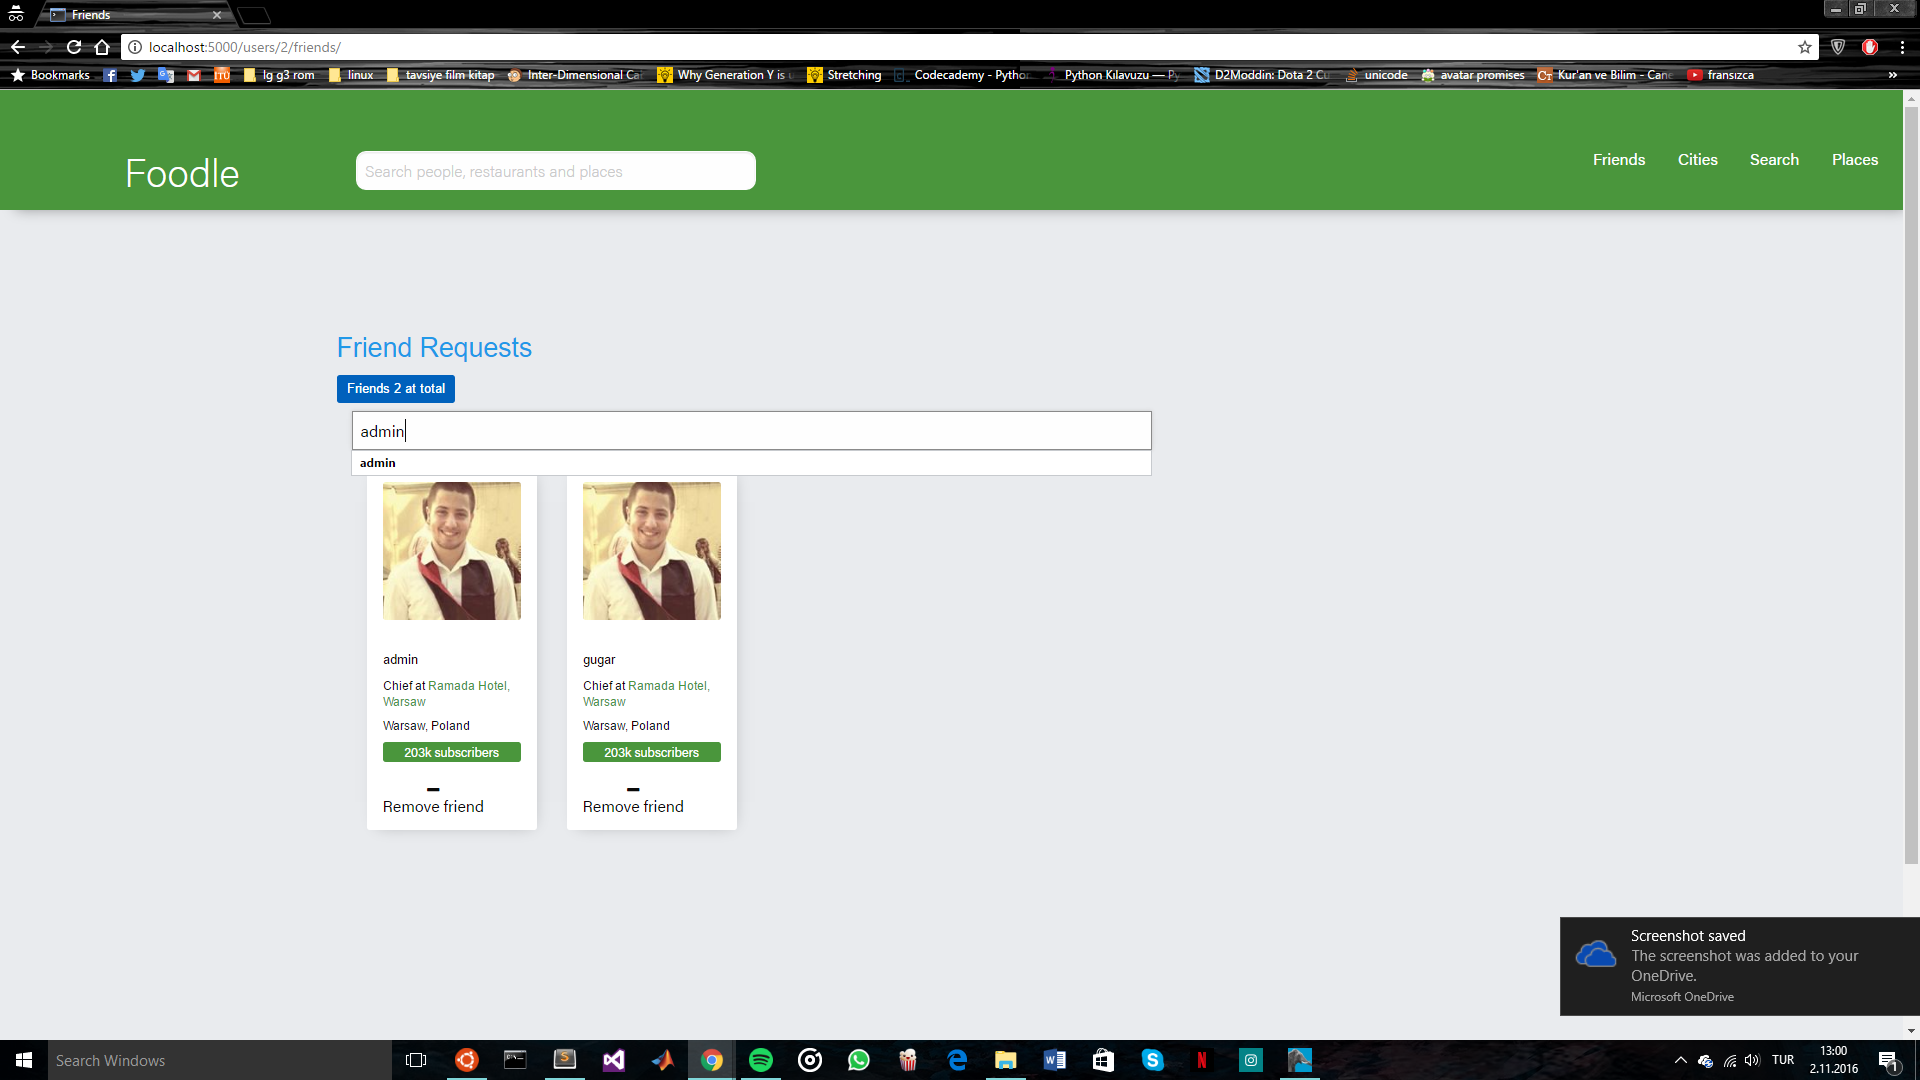 Friends
localhost:5000/users/2/friends/
Bookmarks
lg g3 rom
linux
tavsiye film kitap
Inter-Dimensional Ca
Why Generation Y is u
Stretching
Codecademy - Pytho
Python Kılavuzu — Py
D2Moddin: Dota 2 Cu
unicode
avatar promises
Kur'an ve Bilim - Cane
fransızca
Foodle
Search people, restaurants and places
Friends
Cities
Search
Places
Friend Requests
Friends 2 at total
admin
admin
admin
Chief at Ramada Hotel,
Warsaw
Warsaw, Poland
203k subscribers
Remove friend
gugar
Chief at Ramada Hotel,
Warsaw
Warsaw, Poland
203k subscribers
Remove friend
Screenshot saved
The screenshot was added to your
OneDrive.
Microsoft OneDrive
Search Windows
TUR
13:00
2.11.2016
1